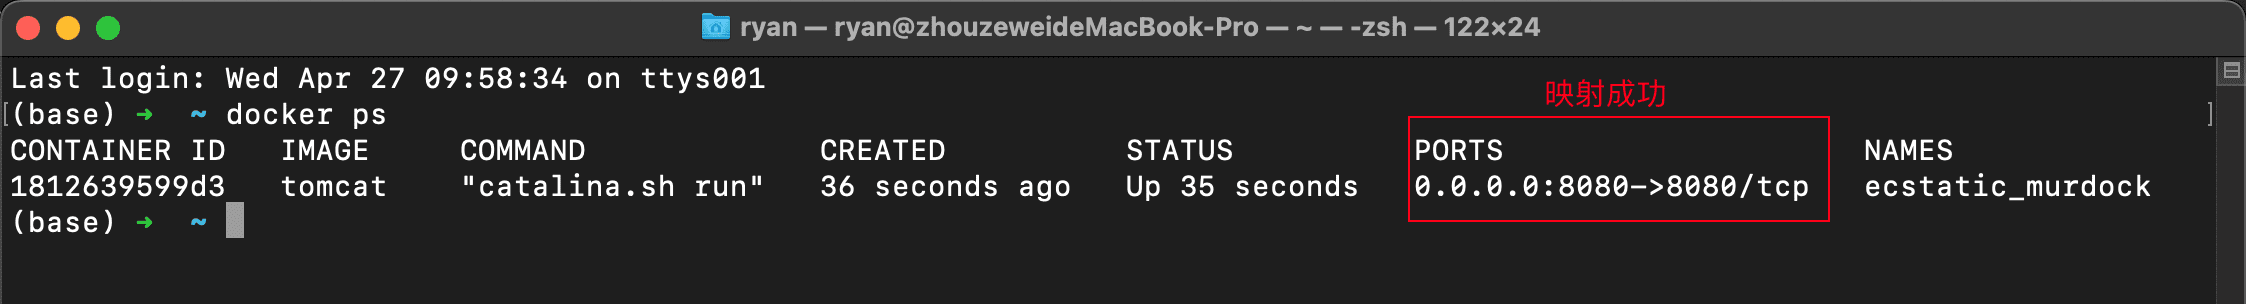 ryan — ryan@zhouzeweideMacBook-Pro — ~ — -zsh — 122×24
Last login: Wed Apr 27 09:58:34 on ttys001
映射成功
[(base) ➜  ~ docker ps ]
CONTAINER ID   IMAGE     COMMAND             CREATED          STATUS          PORTS                    NAMES
1812639599d3   tomcat    "catalina.sh run"   36 seconds ago   Up 35 seconds   0.0.0.0:8080->8080/tcp   ecstatic_murdock
(base) ➜  ~